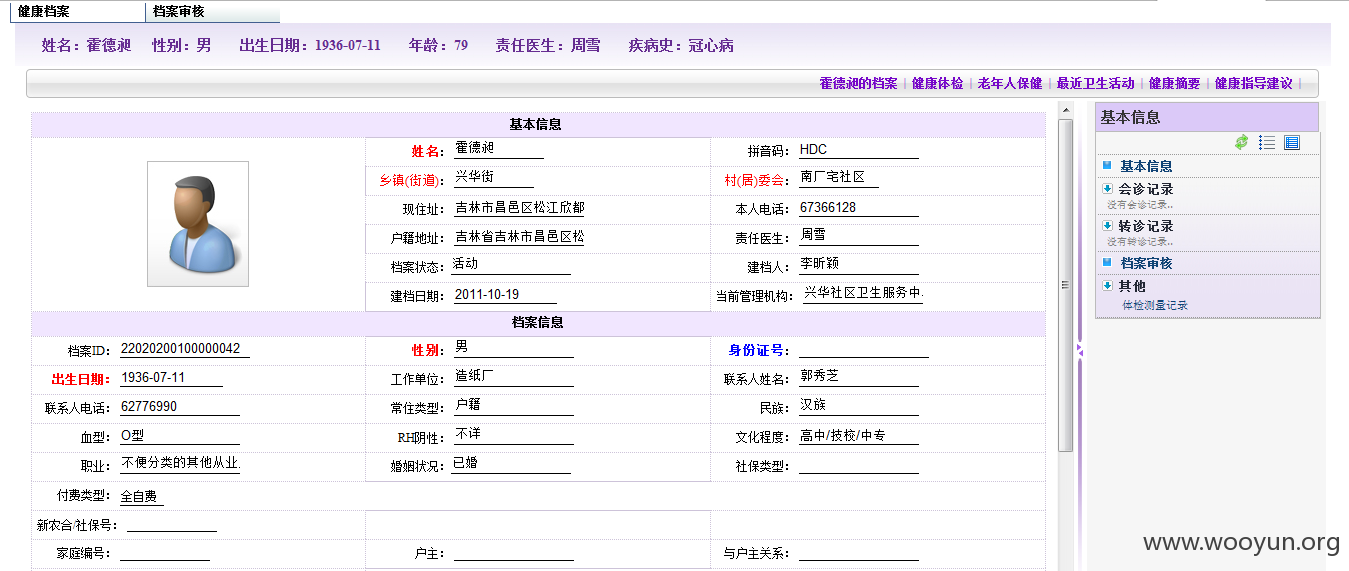 健康档案 档案审核
姓名：霍德昶 性别：男 出生日期：1936-07-11 年龄：79 责任医生：周雪 疾病史：冠心病
霍德昶的档案 健康体检 老年人保健 最近卫生活动 健康摘要 健康指导建议
基本信息
姓名： 霍德昶 拼音码： HDC
乡镇(街道)： 兴华街 村(居)委会： 南厂宅社区
现住址： 吉林市昌邑区松江欣都 本人电话： 67366128
户籍地址： 吉林省吉林市昌邑区松 责任医生： 周雪
档案状态： 活动 建档人： 李昕颖
建档日期： 2011-10-19 当前管理机构： 兴华社区卫生服务中
档案信息
档案ID： 22020200100000042 性别： 男 身份证号：
出生日期： 1936-07-11 工作单位： 造纸厂 联系人姓名： 郭秀芝
联系人电话： 62776990 常住类型： 户籍 民族： 汉族
血型： O型 RH阴性： 不详 文化程度： 高中/技校/中专
职业： 不便分类的其他从业 婚姻状况： 已婚 社保类型：
付费类型： 全自费
新农合/社保号：
家庭编号： 户主： 与户主关系：
基本信息
基本信息
会诊记录
没有会诊记录..
转诊记录
没有转诊记录..
档案审核
其他
体检测量记录
www.wooyun.org